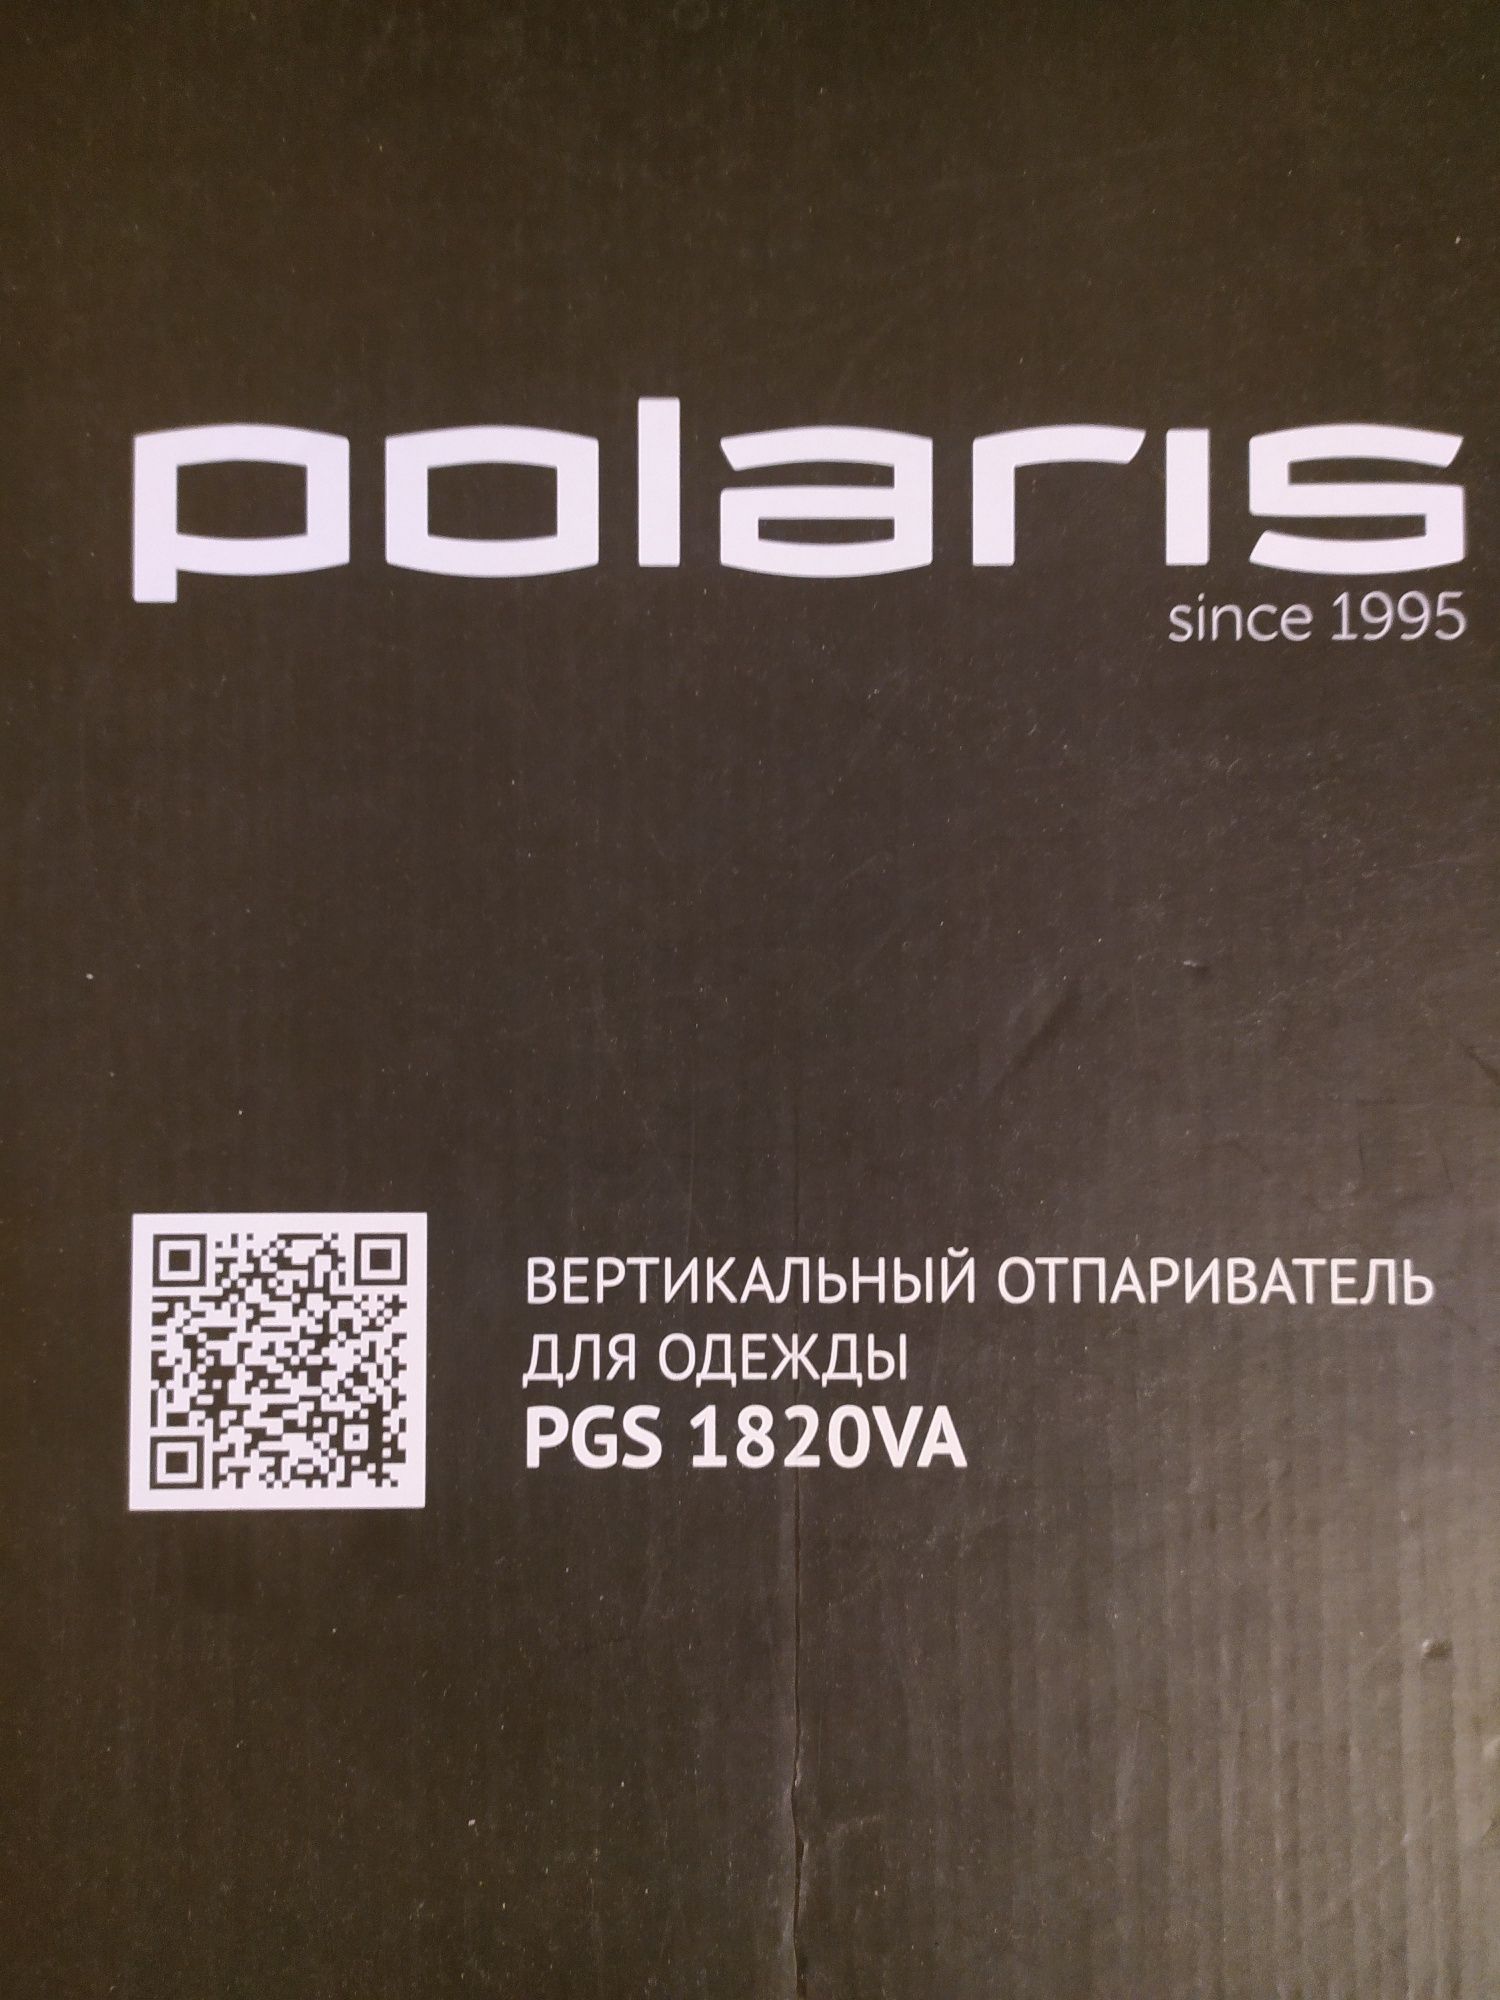 polaris
since 1995
ВЕРТИКАЛЬНЫЙ ОТПАРИВАТЕЛЬ
ДЛЯ ОДЕЖДЫ
PGS 1820VA